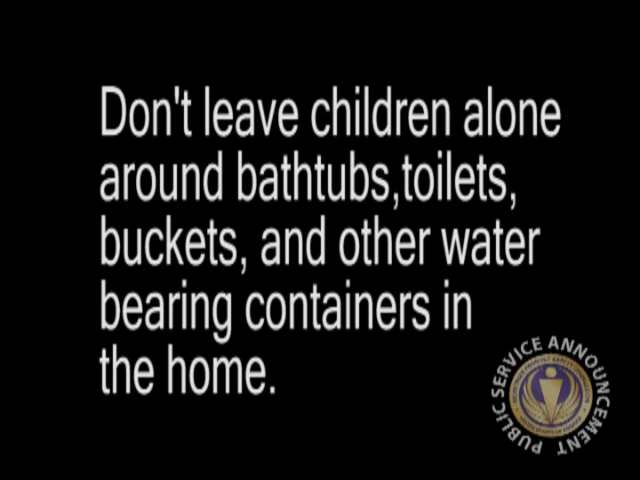 Don't leave children alone
around bathtubs,toilets,
buckets, and other water
bearing containers in
the home.
PUBLIC SERVICE ANNOUNCEMENT